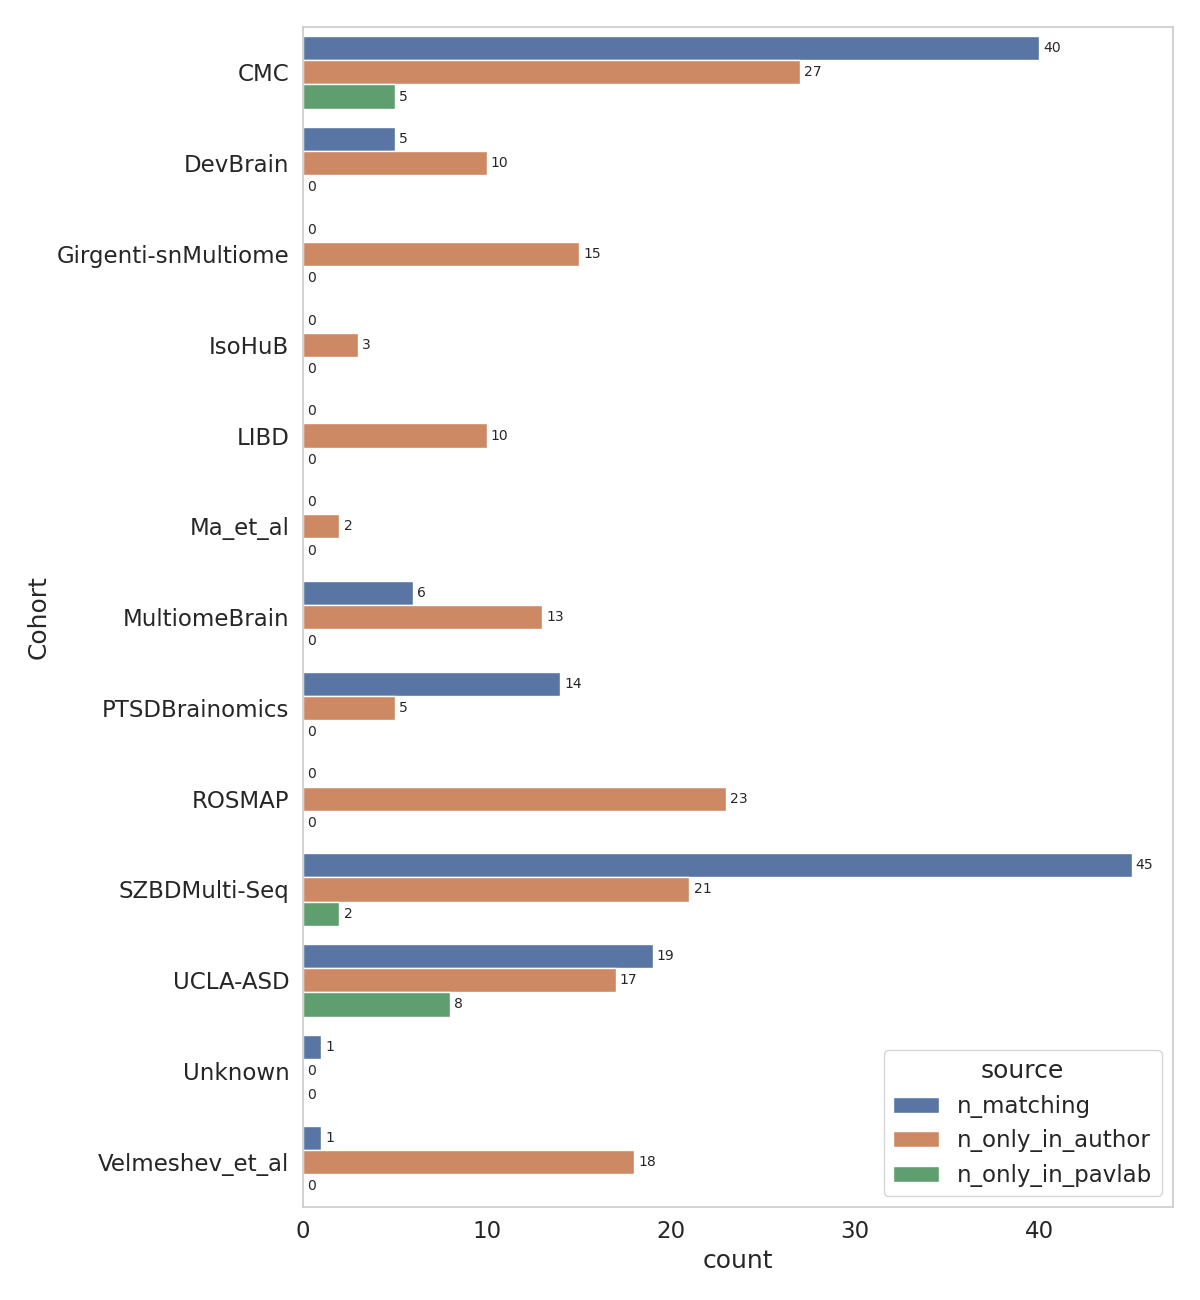 CMC
40
27
5
DevBrain
5
10
0
Girgenti-snMultiome
0
15
0
IsoHuB
0
3
0
LIBD
0
10
0
Ma_et_al
0
2
0
MultiomeBrain
6
13
0
PTSDBrainomics
14
5
0
ROSMAP
0
23
0
SZBDMulti-Seq
45
21
2
UCLA-ASD
19
17
8
Unknown
1
0
0
Velmeshev_et_al
1
18
0
Cohort
source
n_matching
n_only_in_author
n_only_in_pavlab
0 10 20 30 40
count